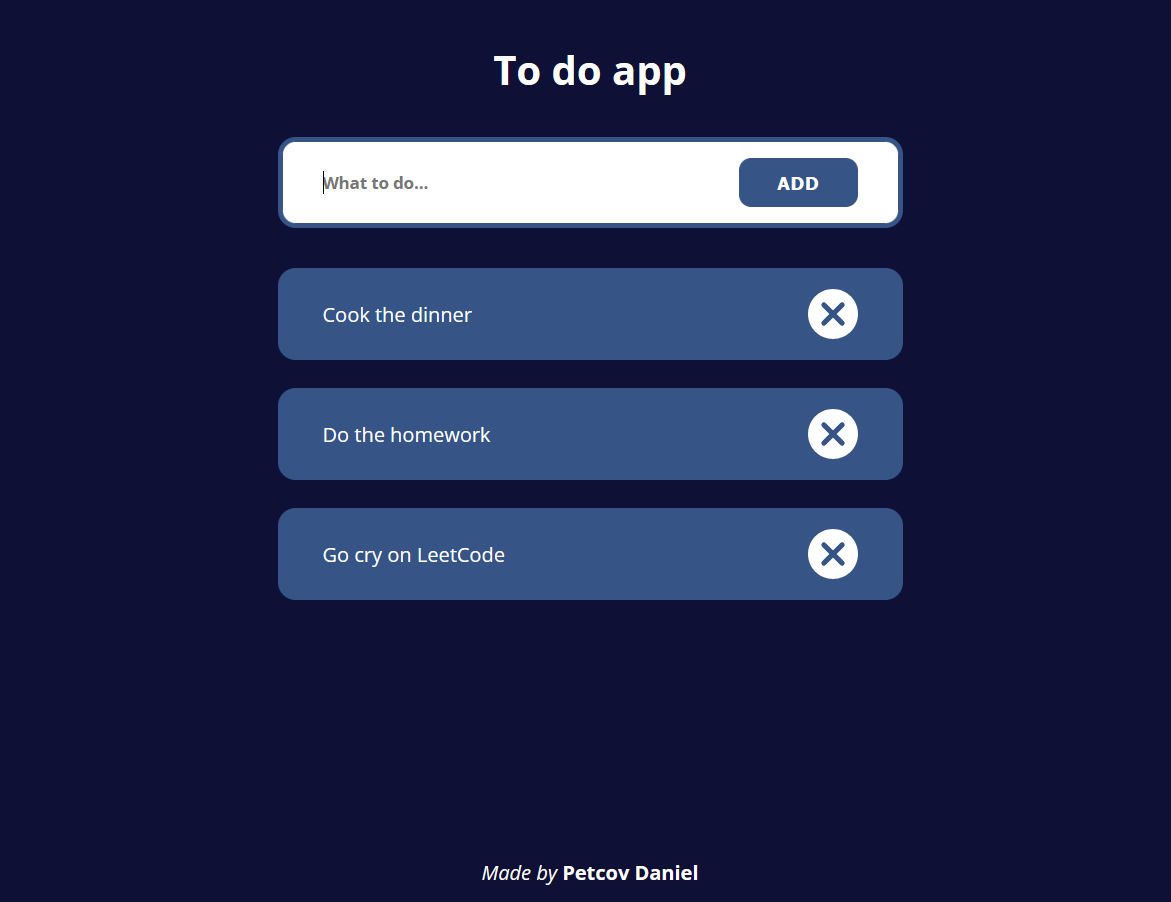 To do app
What to do...
ADD
Cook the dinner
Do the homework
Go cry on LeetCode
Made by Petcov Daniel